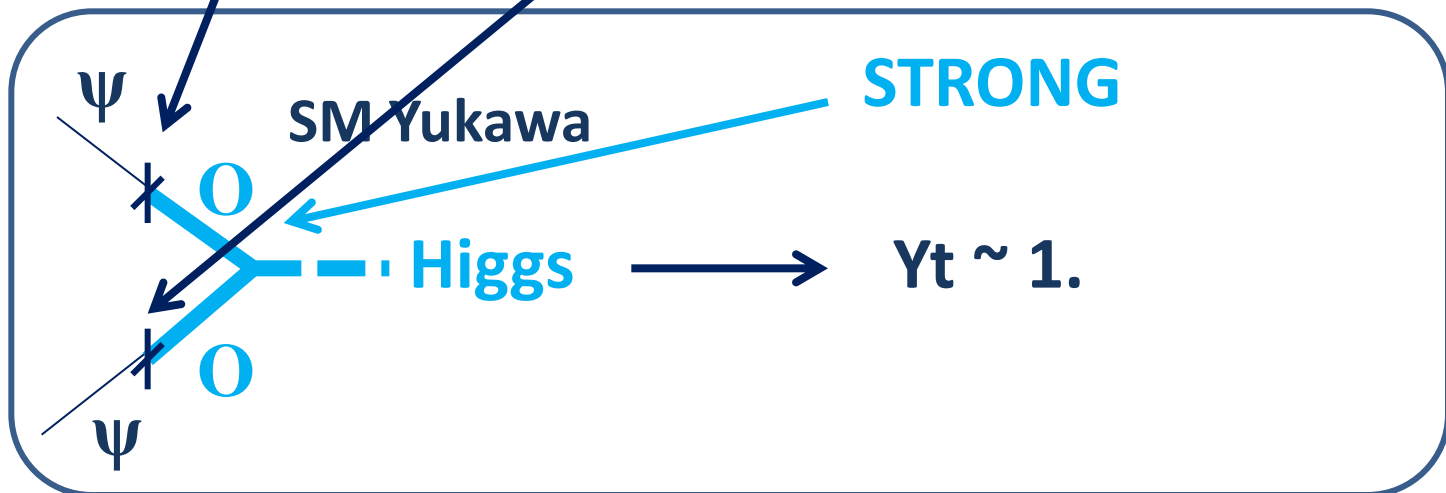 ψ
STRONG
SM Yukawa
O
Higgs
Yt ~ 1.
O
ψ